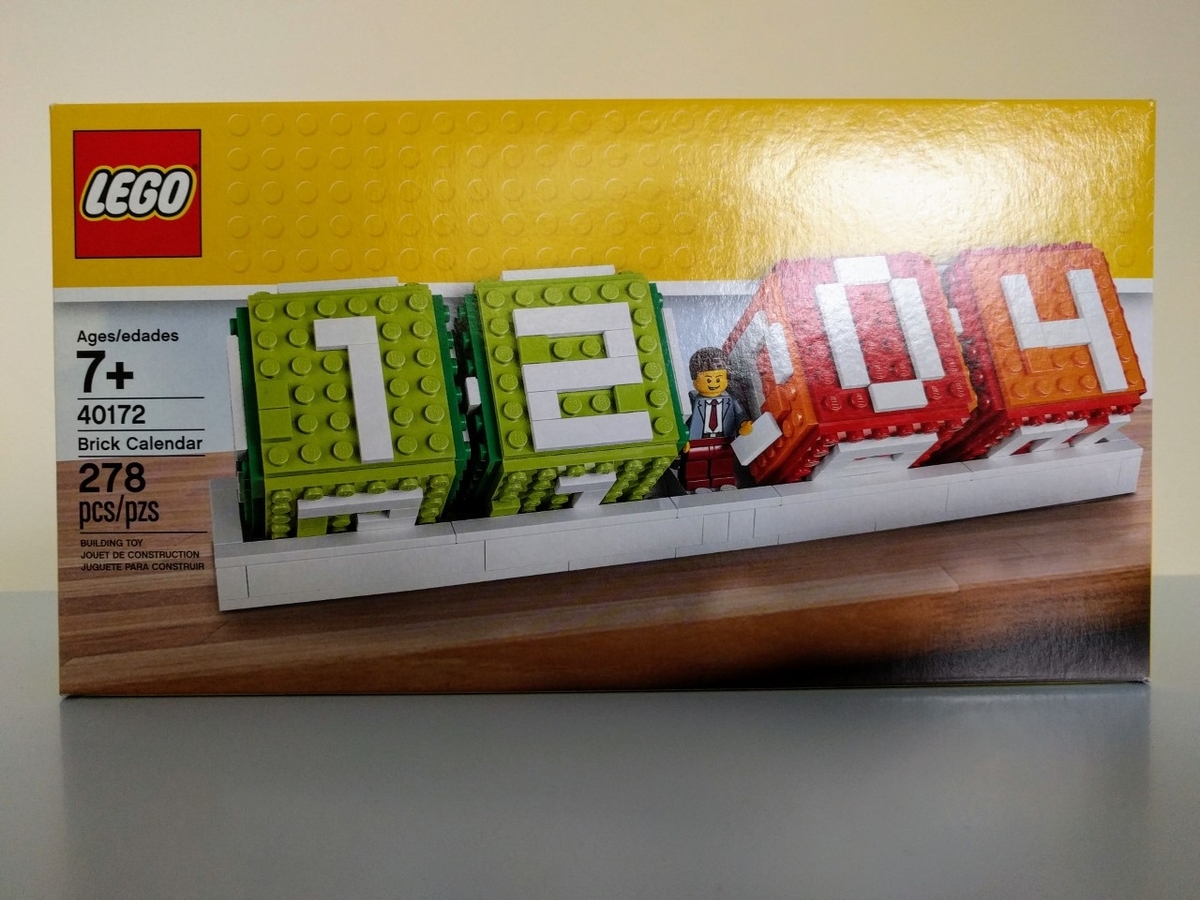 LEGO
Ages/edades
7+
40172
Brick Calendar
278
pcs/pzs
BUILDING TOY
JOUET DE CONSTRUCTION
JUGUETE PARA CONSTRUIR
12 04